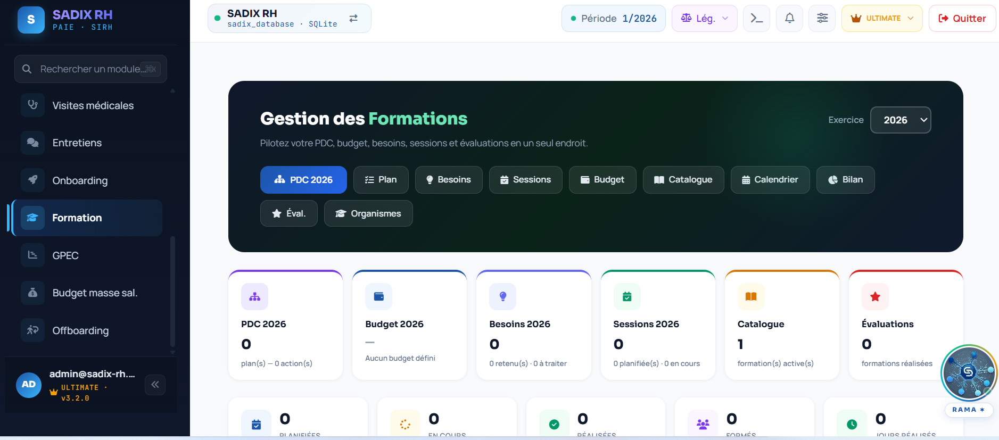 S
SADIX RH
PAIE · SIRH
Rechercher un module... ⌘K
Visites médicales
Entretiens
Onboarding
Formation
GPEC
Budget masse sal.
Offboarding
AD
admin@sadix-rh....
ULTIMATE ·
v3.2.0
SADIX RH
sadix_database · SQLite
Période 1/2026
Lég.
ULTIMATE
Quitter
Gestion des Formations
Exercice 2026
Pilotez votre PDC, budget, besoins, sessions et évaluations en un seul endroit.
PDC 2026
Plan
Besoins
Sessions
Budget
Catalogue
Calendrier
Bilan
Éval.
Organismes
PDC 2026
0
plan(s) — 0 action(s)
Budget 2026
—
Aucun budget défini
Besoins 2026
0
0 retenu(s) · 0 à traiter
Sessions 2026
0
0 planifiée(s) · 0 en cours
Catalogue
1
formation(s) active(s)
Évaluations
0
formations réalisées
RAMA ✶
0
PLANIFIÉES
0
EN COURS
0
RÉALISÉES
0
FORMÉS
0
JOURS RÉALISÉS